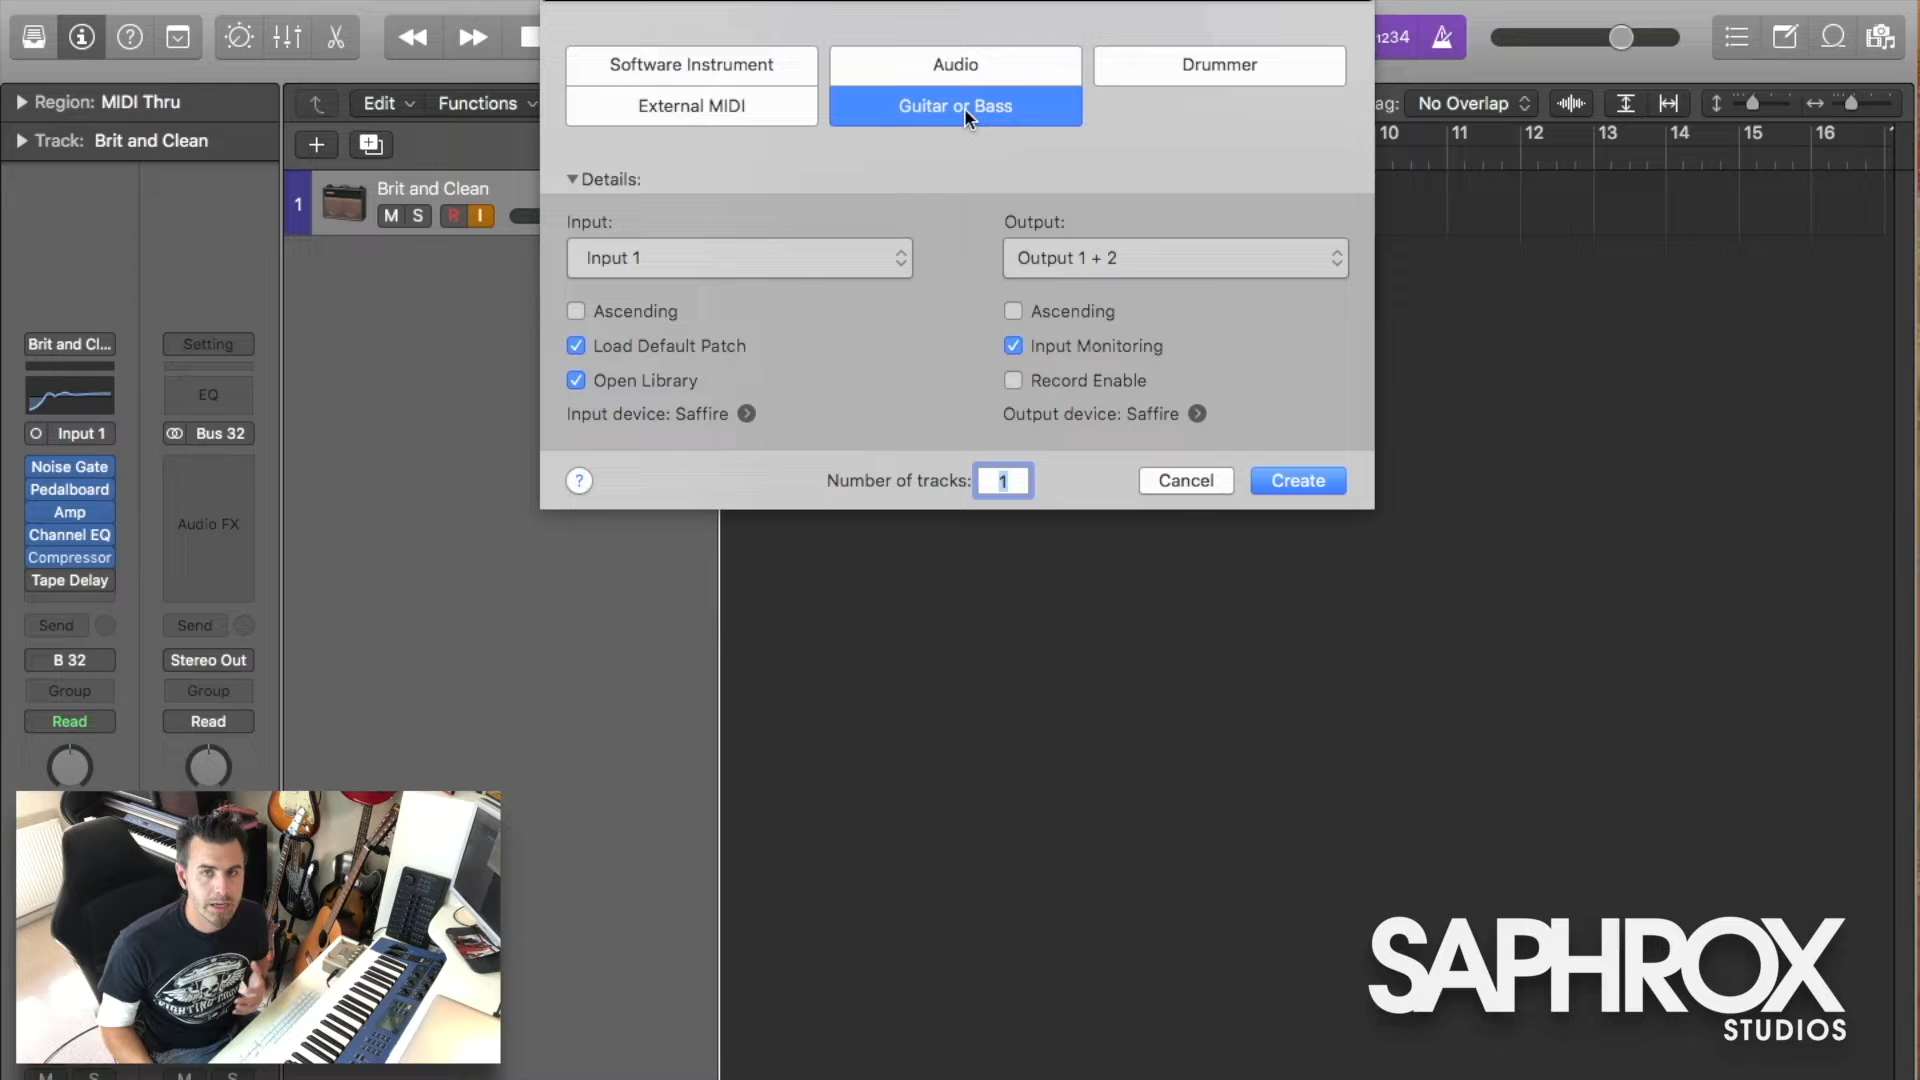 Software Instrument
Audio
Drummer
External MIDI
Guitar or Bass
1234
Region: MIDI Thru
Edit
Functions
ag:
No Overlap
Track: Brit and Clean
10
11
12
13
14
15
16
1
Brit and Clean
M
S
R
I
Details:
Input:
Output:
Input 1
Output 1 + 2
Ascending
Ascending
Load Default Patch
Input Monitoring
Open Library
Record Enable
Input device: Saffire
Output device: Saffire
?
Number of tracks:
1
Cancel
Create
Brit and Cl...
Setting
EQ
Input 1
Bus 32
Noise Gate
Pedalboard
Amp
Channel EQ
Compressor
Tape Delay
Audio FX
Send
Send
B 32
Stereo Out
Group
Group
Read
Read
M
S
M
S
SAPHROX
STUDIOS